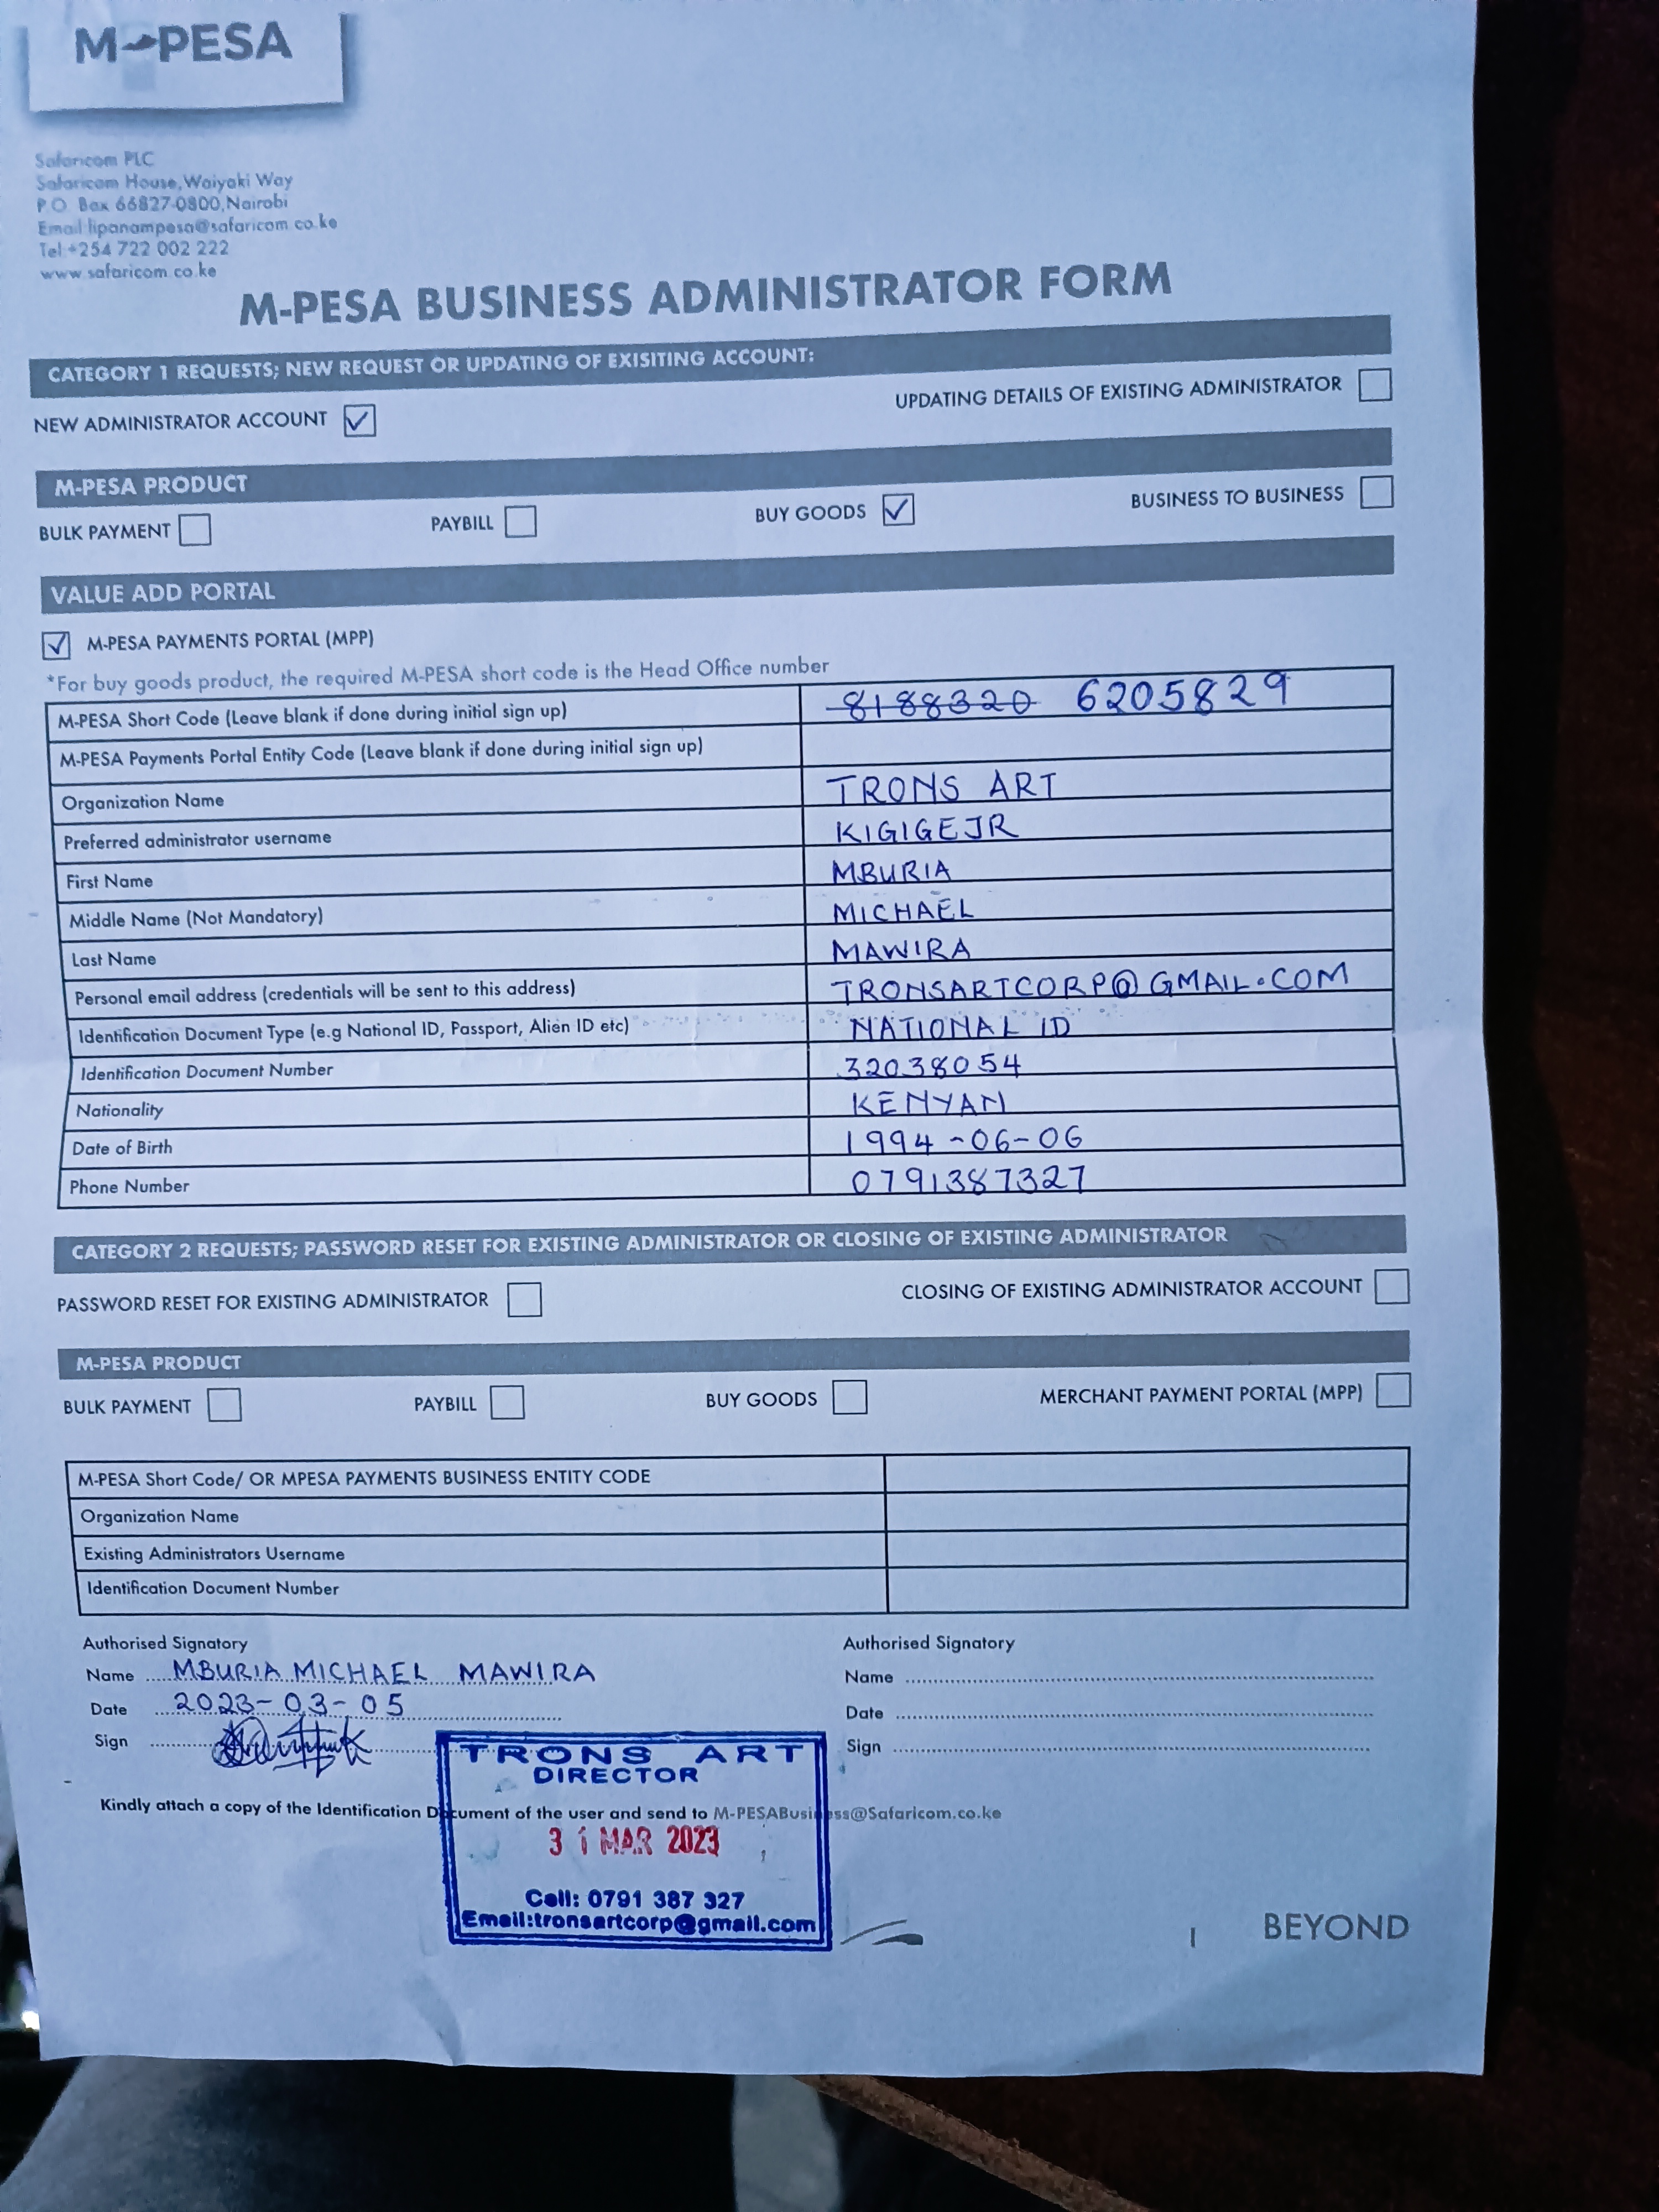 M-PESA
Safaricom PLC
Safaricom House,Waiyaki Way
P.O. Box 66827-0800,Nairobi
Email:lipanampesa@safaricom.co.ke
Tel:+254 722 002 222
www.safaricom.co.ke
M-PESA BUSINESS ADMINISTRATOR FORM
CATEGORY 1 REQUESTS; NEW REQUEST OR UPDATING OF EXISITING ACCOUNT:
NEW ADMINISTRATOR ACCOUNT UPDATING DETAILS OF EXISTING ADMINISTRATOR
M-PESA PRODUCT
BULK PAYMENT PAYBILL BUY GOODS BUSINESS TO BUSINESS
VALUE ADD PORTAL
M-PESA PAYMENTS PORTAL (MPP)
*For buy goods product, the required M-PESA short code is the Head Office number
M-PESA Short Code (Leave blank if done during initial sign up) 8188320 6205829
M-PESA Payments Portal Entity Code (Leave blank if done during initial sign up)
Organization Name TRONS ART
Preferred administrator username KIGIGEJR
First Name MBURIA
Middle Name (Not Mandatory) MICHAEL
Last Name MAWIRA
Personal email address (credentials will be sent to this address) TRONSARTCORP@GMAIL.COM
Identification Document Type (e.g National ID, Passport, Alien ID etc) NATIONAL ID
Identification Document Number 32038054
Nationality KENYAN
Date of Birth 1994-06-06
Phone Number 0791387327
CATEGORY 2 REQUESTS; PASSWORD RESET FOR EXISTING ADMINISTRATOR OR CLOSING OF EXISTING ADMINISTRATOR
PASSWORD RESET FOR EXISTING ADMINISTRATOR CLOSING OF EXISTING ADMINISTRATOR ACCOUNT
M-PESA PRODUCT
BULK PAYMENT PAYBILL BUY GOODS MERCHANT PAYMENT PORTAL (MPP)
M-PESA Short Code/ OR MPESA PAYMENTS BUSINESS ENTITY CODE
Organization Name
Existing Administrators Username
Identification Document Number
Authorised Signatory Authorised Signatory
Name MBURIA MICHAEL MAWIRA Name
Date 2023-03-05 Date
Sign Sign
TRONS ART
DIRECTOR
Kindly attach a copy of the Identification Document of the user and send to M-PESABusiness@Safaricom.co.ke
31 MAR 2023
Call: 0791 387 327
Email:tronsartcorp@gmail.com
BEYOND